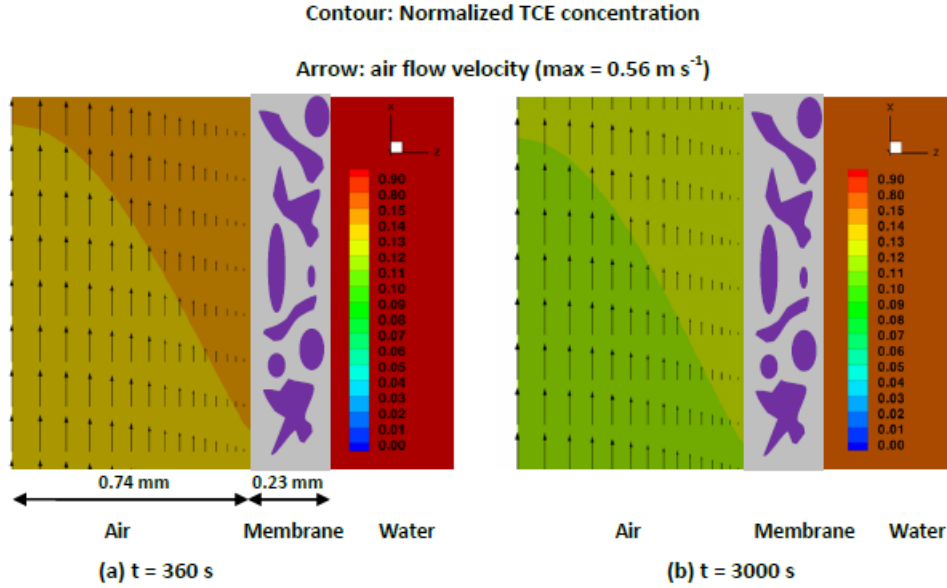 Contour: Normalized TCE concentration
Arrow: air flow velocity (max = 0.56 m s⁻¹)
X
Z
0.90
0.80
0.15
0.14
0.13
0.12
0.11
0.10
0.09
0.08
0.07
0.06
0.05
0.04
0.03
0.02
0.01
0.00
0.74 mm
0.23 mm
Air
Membrane
Water
(a) t = 360 s
X
Z
0.90
0.80
0.15
0.14
0.13
0.12
0.11
0.10
0.09
0.08
0.07
0.06
0.05
0.04
0.03
0.02
0.01
0.00
Air
Membrane
Water
(b) t = 3000 s